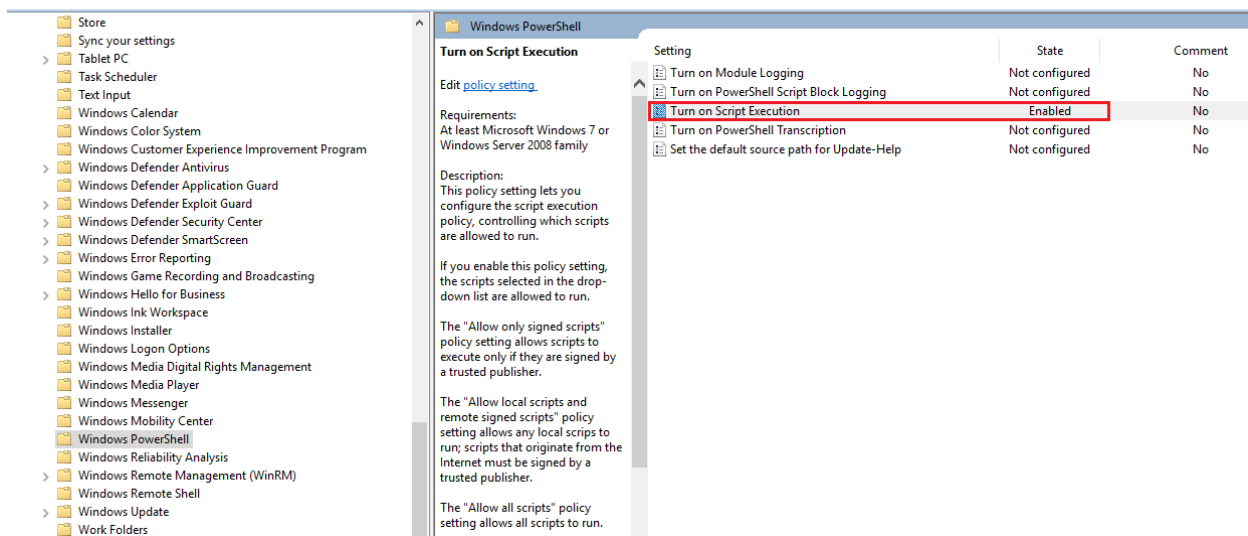 Store
Sync your settings
Tablet PC
Task Scheduler
Text Input
Windows Calendar
Windows Color System
Windows Customer Experience Improvement Program
Windows Defender Antivirus
Windows Defender Application Guard
Windows Defender Exploit Guard
Windows Defender Security Center
Windows Defender SmartScreen
Windows Error Reporting
Windows Game Recording and Broadcasting
Windows Hello for Business
Windows Ink Workspace
Windows Installer
Windows Logon Options
Windows Media Digital Rights Management
Windows Media Player
Windows Messenger
Windows Mobility Center
Windows PowerShell
Windows Reliability Analysis
Windows Remote Management (WinRM)
Windows Remote Shell
Windows Update
Work Folders
Windows PowerShell
Turn on Script Execution
Edit policy setting
Requirements:
At least Microsoft Windows 7 or
Windows Server 2008 family
Description:
This policy setting lets you
configure the script execution
policy, controlling which scripts
are allowed to run.
If you enable this policy setting,
the scripts selected in the drop-
down list are allowed to run.
The "Allow only signed scripts"
policy setting allows scripts to
execute only if they are signed by
a trusted publisher.
The "Allow local scripts and
remote signed scripts" policy
setting allows any local scrips to
run; scripts that originate from the
Internet must be signed by a
trusted publisher.
The "Allow all scripts" policy
setting allows all scripts to run.
Setting State Comment
Turn on Module Logging Not configured No
Turn on PowerShell Script Block Logging Not configured No
Turn on Script Execution Enabled No
Turn on PowerShell Transcription Not configured No
Set the default source path for Update-Help Not configured No